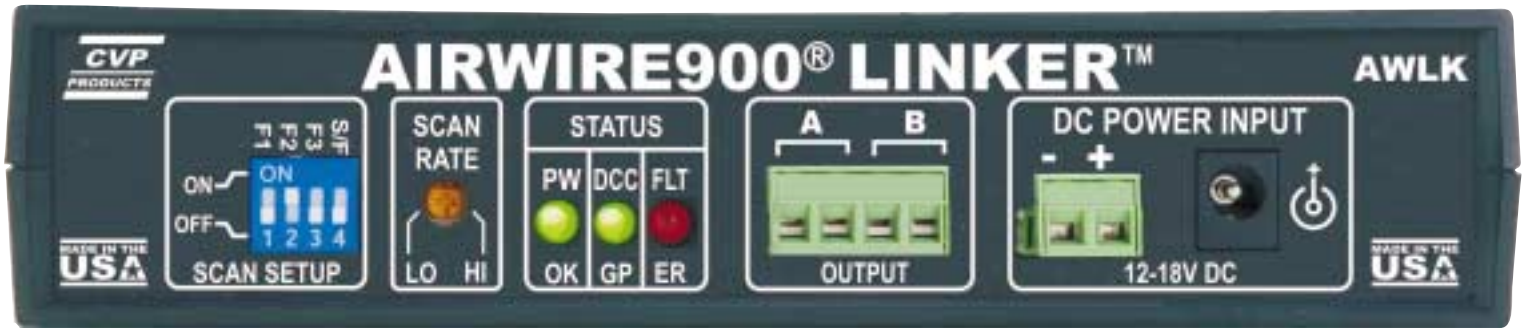 CVP
PRODUCTS
AIRWIRE900® LINKER™
AWLK
F1 F2 F3 S/F
ON
ON
OFF
1 2 3 4
SCAN SETUP
SCAN
RATE
LO HI
STATUS
PW DCC FLT
OK GP ER
A B
OUTPUT
DC POWER INPUT
- +
12-18V DC
MADE IN THE
USA
MADE IN THE
USA